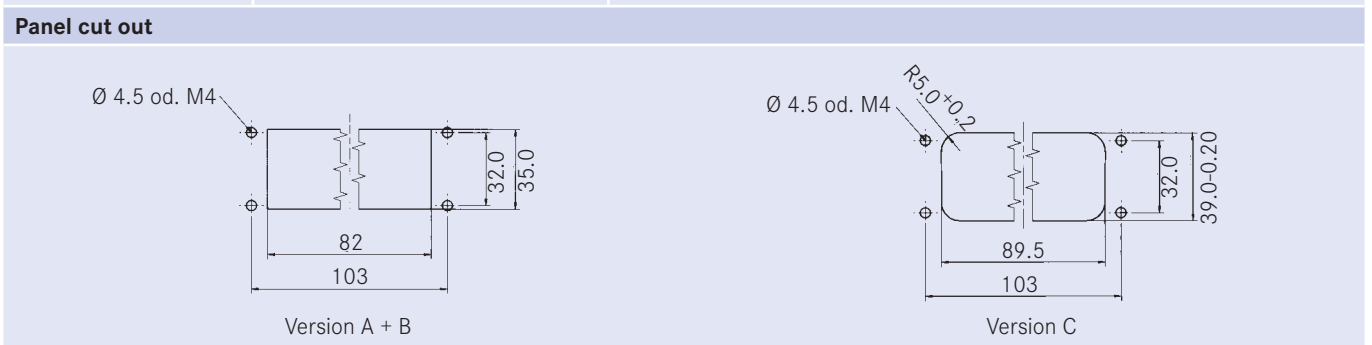 Panel cut out
Ø 4.5 od. M4
32.0
35.0
82
103
Version A + B
R5.0+0.2
Ø 4.5 od. M4
32.0
39.0-0.20
89.5
103
Version C